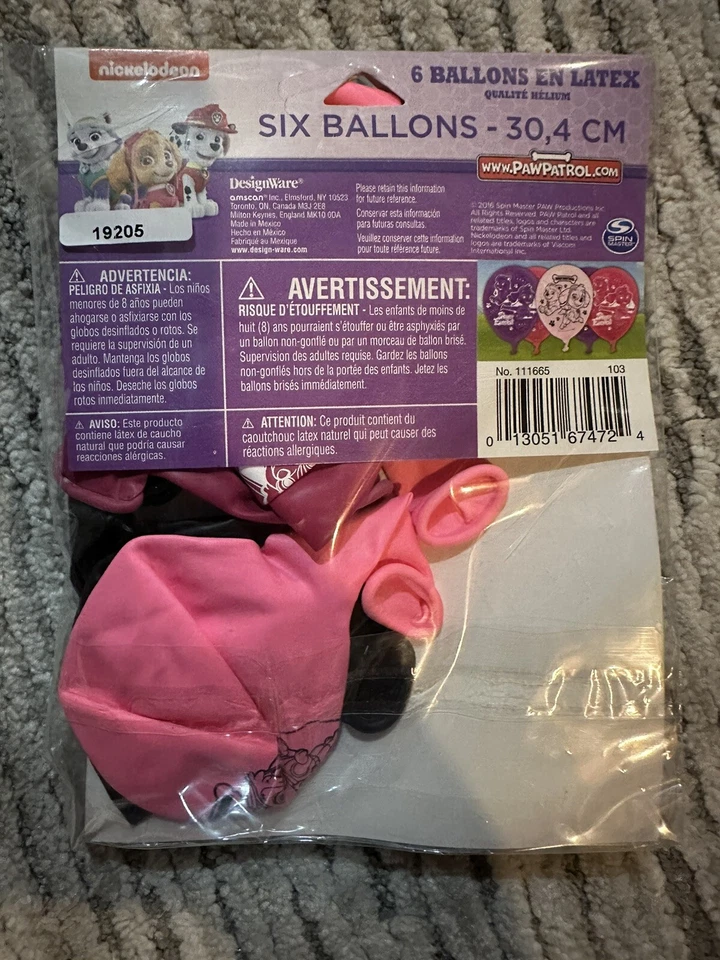 nickelodeon
6 BALLONS EN LATEX
QUALITÉ HÉLIUM
SIX BALLONS - 30,4 CM
www.PAWPATROL.com
DesignWare®
amscan® Inc., Elmsford, NY 10523
Toronto, ON, Canada M3J 2E8
Milton Keynes, England MK10 0DA
Made in Mexico
Hecho en México
Fabriqué au Mexique
www.design-ware.com
Please retain this information
for future reference.
Conservar esta información
para futuras consultas.
Veuillez conserver cette information
pour toute référence future.
© 2016 Spin Master PAW Productions Inc.
All Rights Reserved. PAW Patrol and all
related titles, logos and characters are
trademarks of Spin Master Ltd.
Nickelodeon and all related titles and
logos are trademarks of Viacom
International Inc.
SPIN
MASTER
19205
ADVERTENCIA:
PELIGRO DE ASFIXIA - Los niños
menores de 8 años pueden
ahogarse o asfixiarse con los
globos desinflados o rotos. Se
requiere la supervisión de un
adulto. Mantenga los globos
desinflados fuera del alcance de
los niños. Deseche los globos
rotos inmediatamente.
AVISO: Este producto
contiene látex de caucho
natural que podría causar
reacciones alérgicas.
AVERTISSEMENT:
RISQUE D'ÉTOUFFEMENT - Les enfants de moins de
huit (8) ans pourraient s'étouffer ou être asphyxiés par
un ballon non-gonflé ou par un morceau de ballon brisé.
Supervision des adultes requise. Gardez les ballons
non-gonflés hors de la portée des enfants. Jetez les
ballons brisés immédiatement.
ATTENTION: Ce produit contient du
caoutchouc latex naturel qui peut causer des
réactions allergiques.
No. 111665 103
0 13051 67472 4